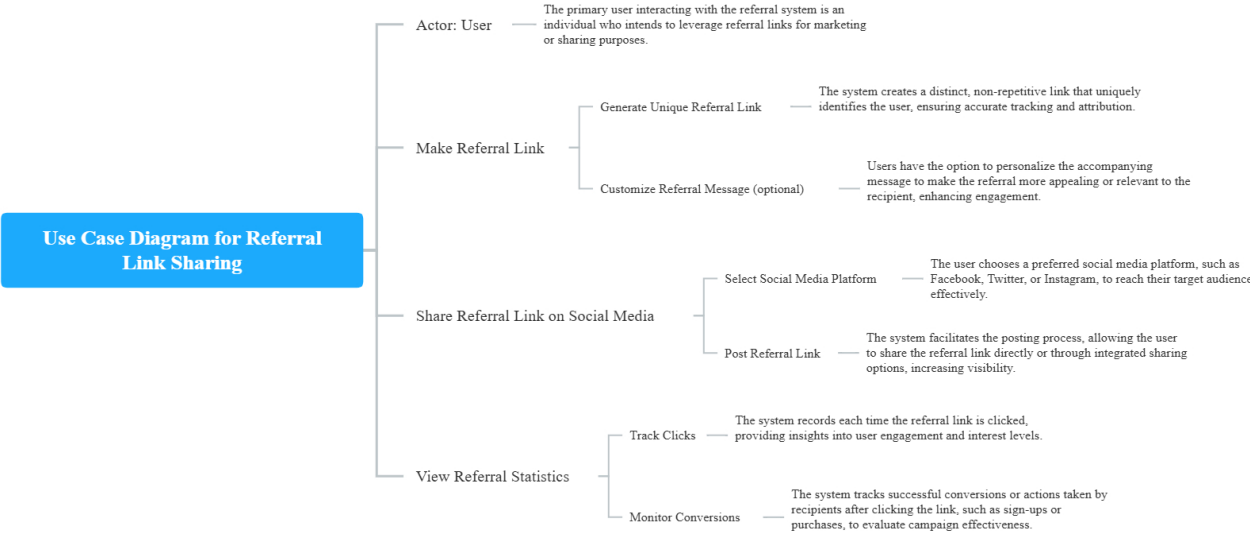 Use Case Diagram for Referral
Link Sharing
Actor: User
The primary user interacting with the referral system is an
individual who intends to leverage referral links for marketing
or sharing purposes.
Make Referral Link
Generate Unique Referral Link
The system creates a distinct, non-repetitive link that uniquely
identifies the user, ensuring accurate tracking and attribution.
Customize Referral Message (optional)
Users have the option to personalize the accompanying
message to make the referral more appealing or relevant to the
recipient, enhancing engagement.
Share Referral Link on Social Media
Select Social Media Platform
The user chooses a preferred social media platform, such as
Facebook, Twitter, or Instagram, to reach their target audience
effectively.
Post Referral Link
The system facilitates the posting process, allowing the user
to share the referral link directly or through integrated sharing
options, increasing visibility.
View Referral Statistics
Track Clicks
The system records each time the referral link is clicked,
providing insights into user engagement and interest levels.
Monitor Conversions
The system tracks successful conversions or actions taken by
recipients after clicking the link, such as sign-ups or
purchases, to evaluate campaign effectiveness.